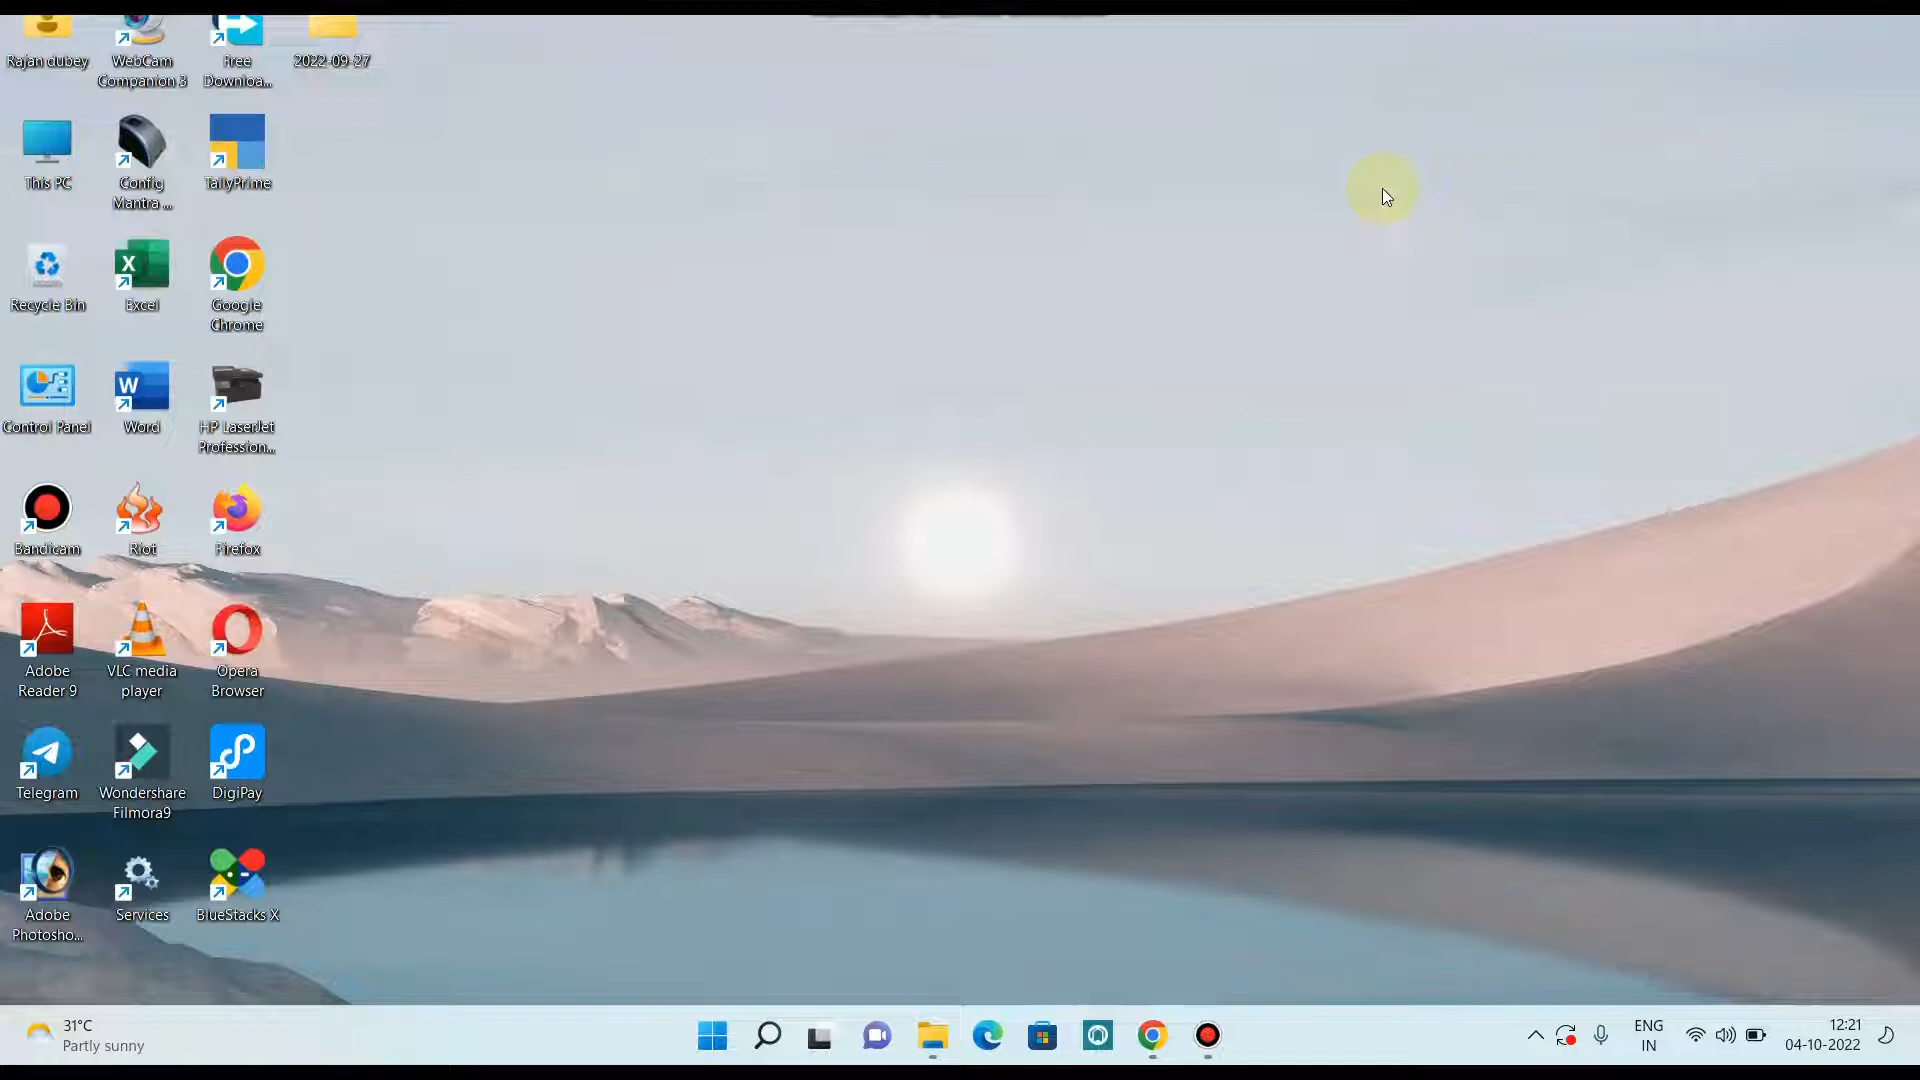 Rajan dubey
WebCam
Companion 3
Free
Downloa...
2022-09-27
This PC
Config
Mantra ...
TallyPrime
Recycle Bin
Excel
Google
Chrome
Control Panel
Word
HP LaserJet
Profession...
Bandicam
Riot
Firefox
Adobe
Reader 9
VLC media
player
Opera
Browser
Telegram
Wondershare
Filmora9
DigiPay
Adobe
Photosho...
Services
BlueStacks X
31°C
Partly sunny
ENG
IN
12:21
04-10-2022